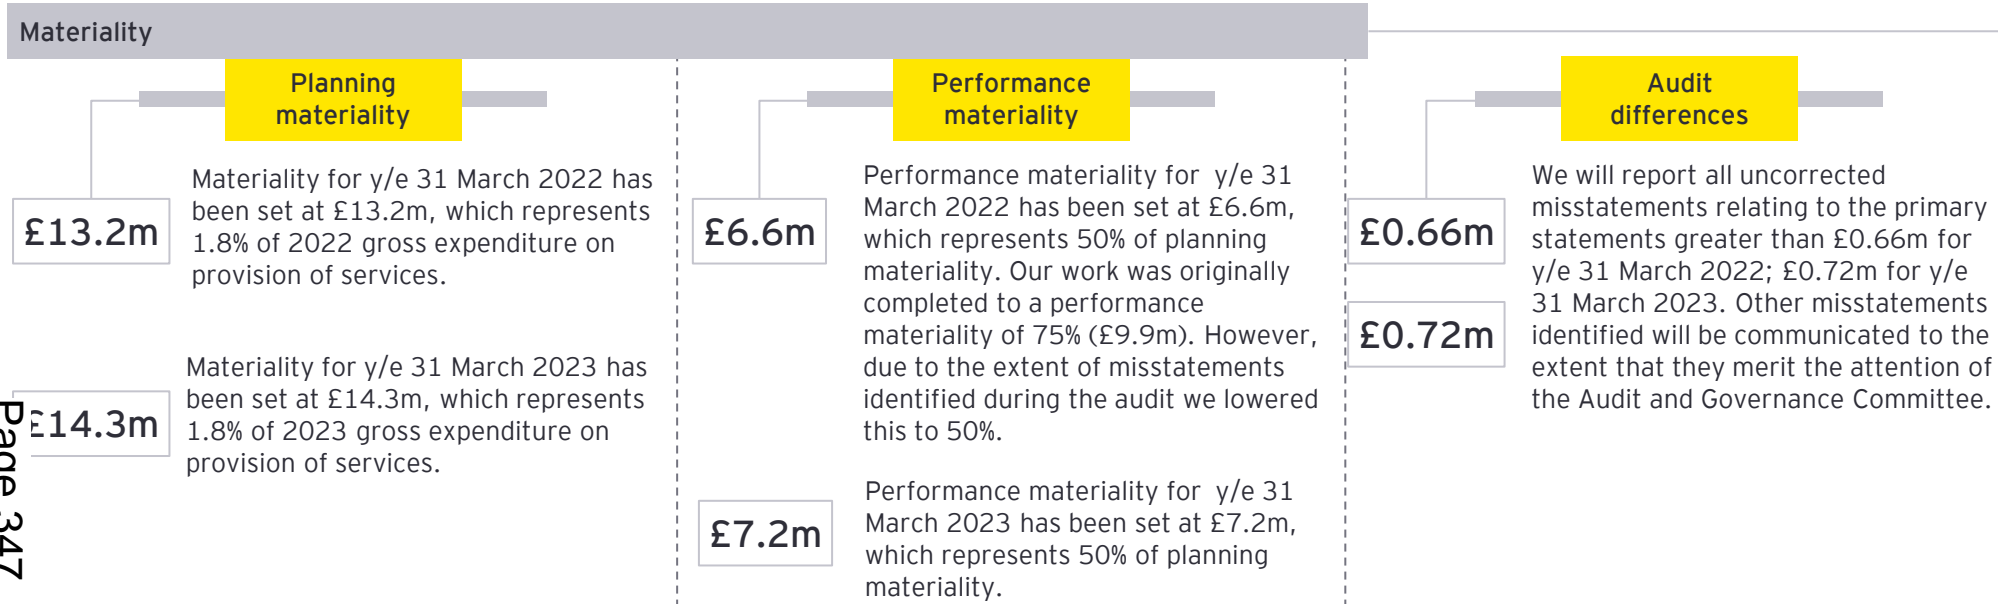 Materiality
Planning
materiality
£13.2m
Materiality for y/e 31 March 2022 has
been set at £13.2m, which represents
1.8% of 2022 gross expenditure on
provision of services.
£14.3m
Materiality for y/e 31 March 2023 has
been set at £14.3m, which represents
1.8% of 2023 gross expenditure on
provision of services.
Performance
materiality
£6.6m
Performance materiality for y/e 31
March 2022 has been set at £6.6m,
which represents 50% of planning
materiality. Our work was originally
completed to a performance
materiality of 75% (£9.9m). However,
due to the extent of misstatements
identified during the audit we lowered
this to 50%.
£7.2m
Performance materiality for y/e 31
March 2023 has been set at £7.2m,
which represents 50% of planning
materiality.
Audit
differences
£0.66m
£0.72m
We will report all uncorrected
misstatements relating to the primary
statements greater than £0.66m for
y/e 31 March 2022; £0.72m for y/e
31 March 2023. Other misstatements
identified will be communicated to the
extent that they merit the attention of
the Audit and Governance Committee.
Page 347